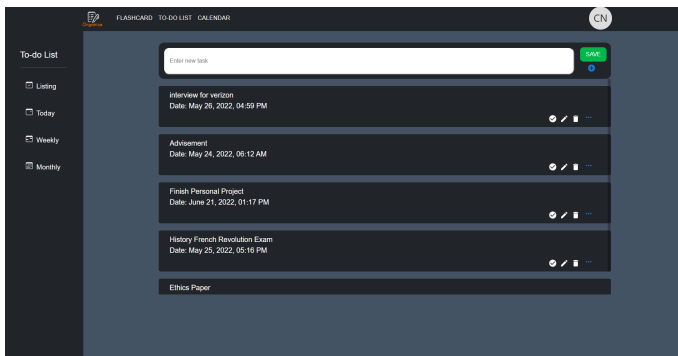 FLASHCARD TO-DO LIST CALENDAR
CN
To-do List
Listing
Today
Weekly
Monthly
Enter new task
SAVE
interview for verizon
Date: May 26, 2022, 04:59 PM
Advisement
Date: May 24, 2022, 06:12 AM
Finish Personal Project
Date: June 21, 2022, 01:17 PM
History French Revolution Exam
Date: May 25, 2022, 05:16 PM
Ethics Paper